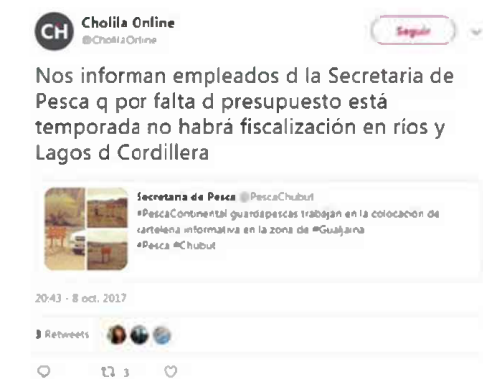 CH
Cholila Online
@CholilaOnline
Seguir
Nos informan empleados d la Secretaria de
Pesca q por falta d presupuesto está
temporada no habrá fiscalización en ríos y
Lagos d Cordillera
Secretaria de Pesca @PescaChubut
#PescaContinental guardapescas trabajan en la colocación de
carteleria informativa en la zona de #Gualjaina
#Pesca #Chubut
20:43 - 8 oct. 2017
3 Retweets
3